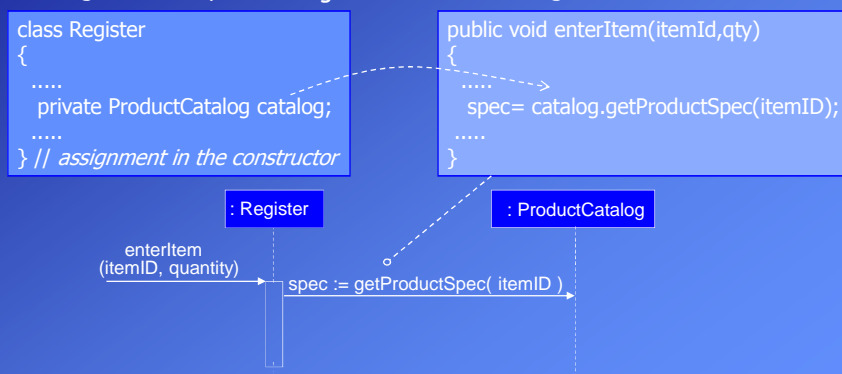 class Register
{
.....
private ProductCatalog catalog;
.....
} // assignment in the constructor
public void enterItem(itemId,qty)
{
.....
spec= catalog.getProductSpec(itemID);
.....
}
: Register
: ProductCatalog
enterItem
(itemID, quantity)
spec := getProductSpec( itemID )